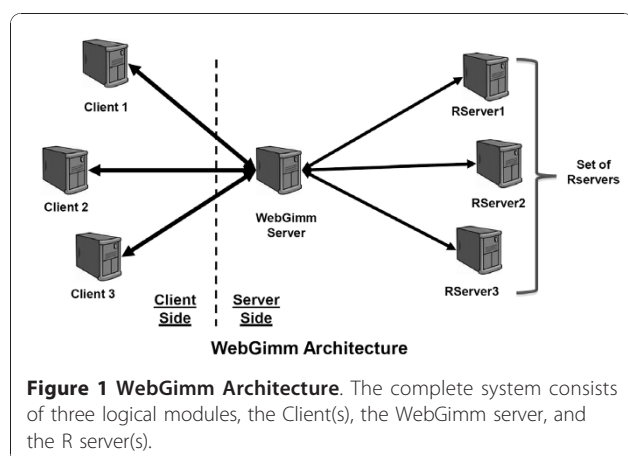 Client 1
RServer1
Set of
Rservers
Client 2
WebGimm
Server
RServer2
Client 3
RServer3
Client
Side
Server
Side
WebGimm Architecture
Figure 1 WebGimm Architecture. The complete system consists
of three logical modules, the Client(s), the WebGimm server, and
the R server(s).